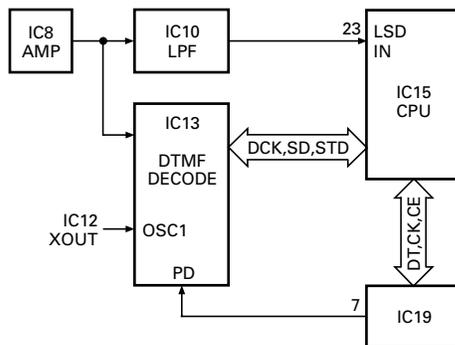 IC8
AMP
IC10
LPF
23
LSD
IN
IC15
CPU
IC13
DTMF
DECODE
DCK,SD,STD
IC12
XOUT
OSC1
PD
DT,CK,CE
7
IC19